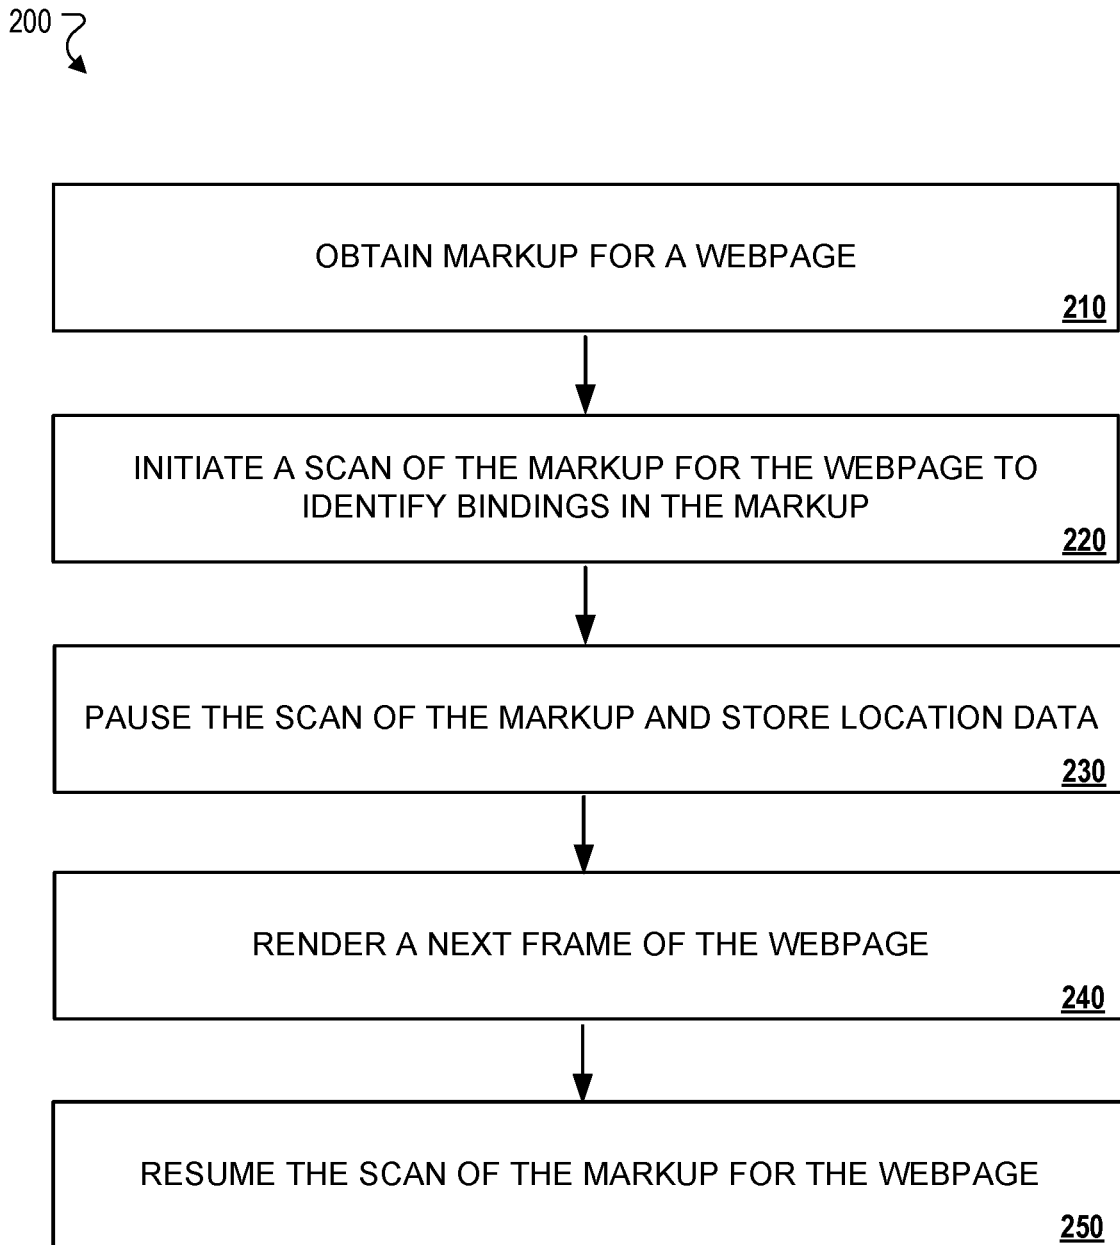 200
OBTAIN MARKUP FOR A WEBPAGE
210
INITIATE A SCAN OF THE MARKUP FOR THE WEBPAGE TO
IDENTIFY BINDINGS IN THE MARKUP
220
PAUSE THE SCAN OF THE MARKUP AND STORE LOCATION DATA
230
RENDER A NEXT FRAME OF THE WEBPAGE
240
RESUME THE SCAN OF THE MARKUP FOR THE WEBPAGE
250